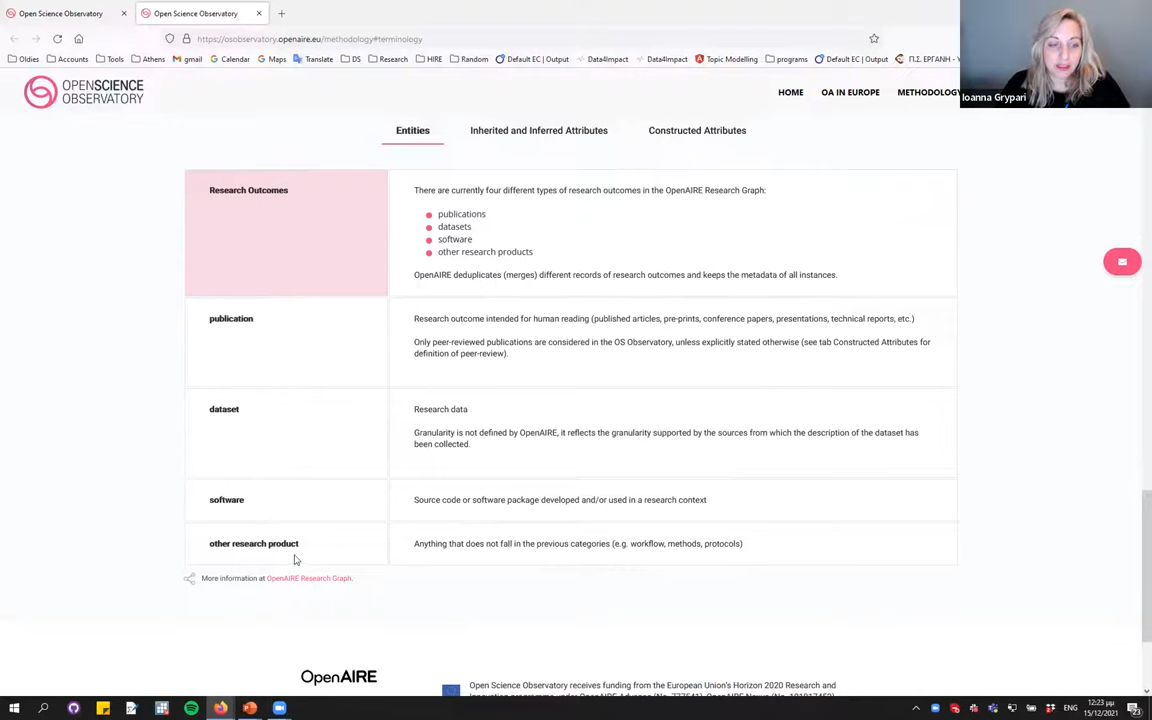 Open Science Observatory
Open Science Observatory
https://osobservatory.openaire.eu/methodology#terminology
Oldies
Accounts
Tools
Athens
gmail
Calendar
Maps
Translate
DS
Research
HIRE
Random
Default EC | Output
Data4Impact
Data4Impact
Topic Modelling
programs
Default EC | Output
Π.Σ. ΕΡΓΑΝΗ -
OPENSCIENCE
OBSERVATORY
HOME
OA IN EUROPE
METHODOLOGY
Ioanna Grypari
Entities
Inherited and Inferred Attributes
Constructed Attributes
Research Outcomes
There are currently four different types of research outcomes in the OpenAIRE Research Graph:
publications
datasets
software
other research products
OpenAIRE deduplicates (merges) different records of research outcomes and keeps the metadata of all instances.
publication
Research outcome intended for human reading (published articles, pre-prints, conference papers, presentations, technical reports, etc.)
Only peer-reviewed publications are considered in the OS Observatory, unless explicitly stated otherwise (see tab Constructed Attributes for
definition of peer-review).
dataset
Research data
Granularity is not defined by OpenAIRE, it reflects the granularity supported by the sources from which the description of the dataset has
been collected.
software
Source code or software package developed and/or used in a research context
other research product
Anything that does not fall in the previous categories (e.g. workflow, methods, protocols)
More information at OpenAIRE Research Graph.
OpenAIRE
Open Science Observatory receives funding from the European Union's Horizon 2020 Research and
ENG
12:23 μμ
15/12/2021
23